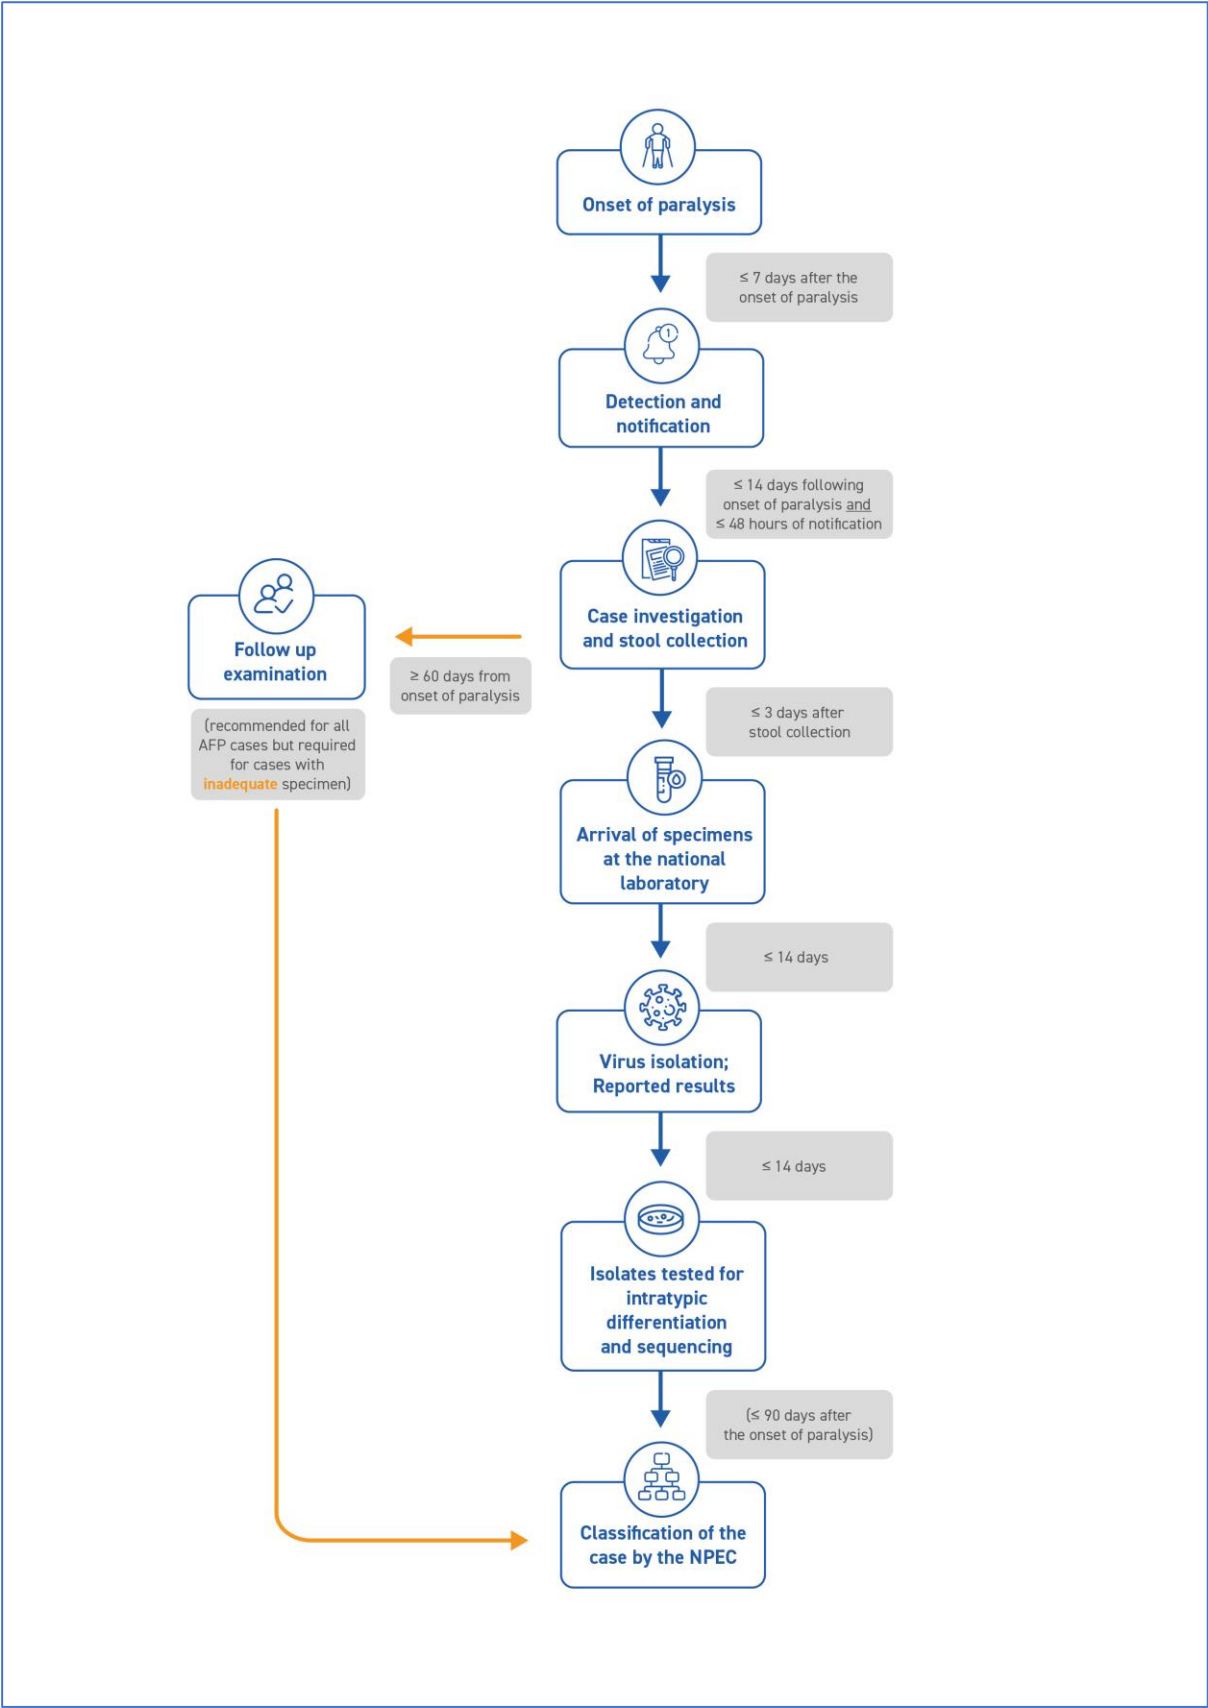 Onset of paralysis
≤ 7 days after the
onset of paralysis
1
Detection and
notification
≤ 14 days following
onset of paralysis and
≤ 48 hours of notification
Case investigation
and stool collection
≥ 60 days from
onset of paralysis
Follow up
examination
(recommended for all
AFP cases but required
for cases with
inadequate specimen)
≤ 3 days after
stool collection
Arrival of specimens
at the national
laboratory
≤ 14 days
Virus isolation;
Reported results
≤ 14 days
Isolates tested for
intratypic
differentiation
and sequencing
(≤ 90 days after
the onset of paralysis)
Classification of the
case by the NPEC